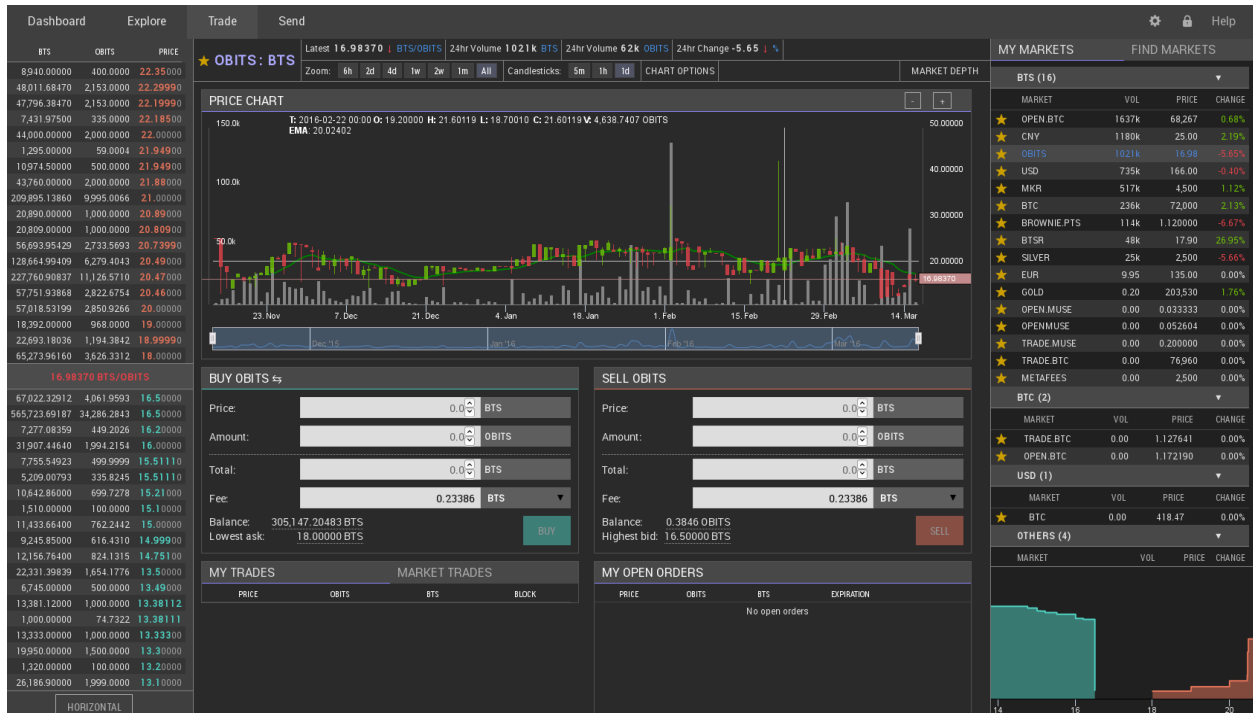 Dashboard Explore Trade Send Help
BTS OBITS PRICE
8,940.00000 400.0000 22.35000
48,011.68470 2,153.0000 22.29990
47,796.38470 2,153.0000 22.19990
7,431.97500 335.0000 22.18500
44,000.00000 2,000.0000 22.00000
1,295.00000 59.0004 21.94900
10,974.50000 500.0000 21.94900
43,760.00000 2,000.0000 21.88000
209,895.13860 9,995.0066 21.00000
20,890.00000 1,000.0000 20.89000
20,809.00000 1,000.0000 20.80900
56,693.95429 2,733.5693 20.73990
128,664.99409 6,279.4043 20.49000
227,760.90837 11,126.5710 20.47000
57,751.93868 2,822.6754 20.46000
57,018.53199 2,850.9266 20.00000
18,392.00000 968.0000 19.00000
22,693.18036 1,194.3842 18.99990
65,273.96160 3,626.3312 18.00000
16.98370 BTS/OBITS
67,022.32912 4,061.9593 16.50000
565,723.69187 34,286.2843 16.50000
7,277.08359 449.2026 16.20000
31,907.44640 1,994.2154 16.00000
7,755.54923 499.9999 15.51110
5,209.00793 335.8245 15.51110
10,642.86000 699.7278 15.21000
1,510.00000 100.0000 15.10000
11,433.66400 762.2442 15.00000
9,245.85000 616.4310 14.99900
12,156.76400 824.1315 14.75100
22,331.39839 1,654.1776 13.50000
6,745.00000 500.0000 13.49000
13,381.12000 1,000.0000 13.38112
1,000.00000 74.7322 13.38111
13,333.00000 1,000.0000 13.33300
19,950.00000 1,500.0000 13.30000
1,320.00000 100.0000 13.20000
26,186.90000 1,999.0000 13.10000
HORIZONTAL
OBITS : BTS
Latest 16.98370 ↓ BTS/OBITS 24hr Volume 1021k BTS 24hr Volume 62k OBITS 24hr Change -5.65 ↓ %
Zoom: 6h 2d 4d 1w 2w 1m All Candlesticks: 5m 1h 1d CHART OPTIONS MARKET DEPTH
PRICE CHART - +
T: 2016-02-22 00:00 O: 19.20000 H: 21.60119 L: 18.70010 C: 21.60119 V: 4,638.7407 OBITS
EMA: 20.02402
150.0k 50.00000
40.00000
100.0k
30.00000
50.0k
20.00000
16.98370
23. Nov 7. Dec 21. Dec 4. Jan 18. Jan 1. Feb 15. Feb 29. Feb 14. Mar
Dec '15 Jan '16 Feb '16 Mar '16
BUY OBITS ⇆
Price: 0.0 BTS
Amount: 0.0 OBITS
Total: 0.0 BTS
Fee: 0.23386 BTS ▼
Balance: 305,147.20483 BTS
Lowest ask: 18.00000 BTS
BUY
SELL OBITS
Price: 0.0 BTS
Amount: 0.0 OBITS
Total: 0.0 BTS
Fee: 0.23386 BTS ▼
Balance: 0.3846 OBITS
Highest bid: 16.50000 BTS
SELL
MY TRADES MARKET TRADES
PRICE OBITS BTS BLOCK
MY OPEN ORDERS
PRICE OBITS BTS EXPIRATION
No open orders
MY MARKETS FIND MARKETS
BTS (16) ▼
MARKET VOL PRICE CHANGE
OPEN.BTC 1637k 68,267 0.68%
CNY 1180k 25.00 2.19%
OBITS 1021k 16.98 -5.65%
USD 735k 166.00 -0.40%
MKR 517k 4,500 1.12%
BTC 236k 72,000 2.13%
BROWNIE.PTS 114k 1.120000 -6.67%
BTSR 48k 17.90 26.95%
SILVER 25k 2,500 -5.66%
EUR 9.95 135.00 0.00%
GOLD 0.20 203,530 1.76%
OPEN.MUSE 0.00 0.033333 0.00%
OPENMUSE 0.00 0.052604 0.00%
TRADE.MUSE 0.00 0.200000 0.00%
TRADE.BTC 0.00 76,960 0.00%
METAFEES 0.00 2,500 0.00%
BTC (2) ▼
MARKET VOL PRICE CHANGE
TRADE.BTC 0.00 1.127641 0.00%
OPEN.BTC 0.00 1.172190 0.00%
USD (1) ▼
MARKET VOL PRICE CHANGE
BTC 0.00 418.47 0.00%
OTHERS (4) ▼
MARKET VOL PRICE CHANGE
14 16 18 20